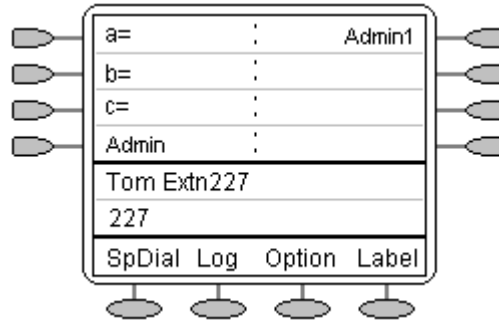 a= Admin1
b=
c=
Admin
Tom Extn227
227
SpDial Log Option Label